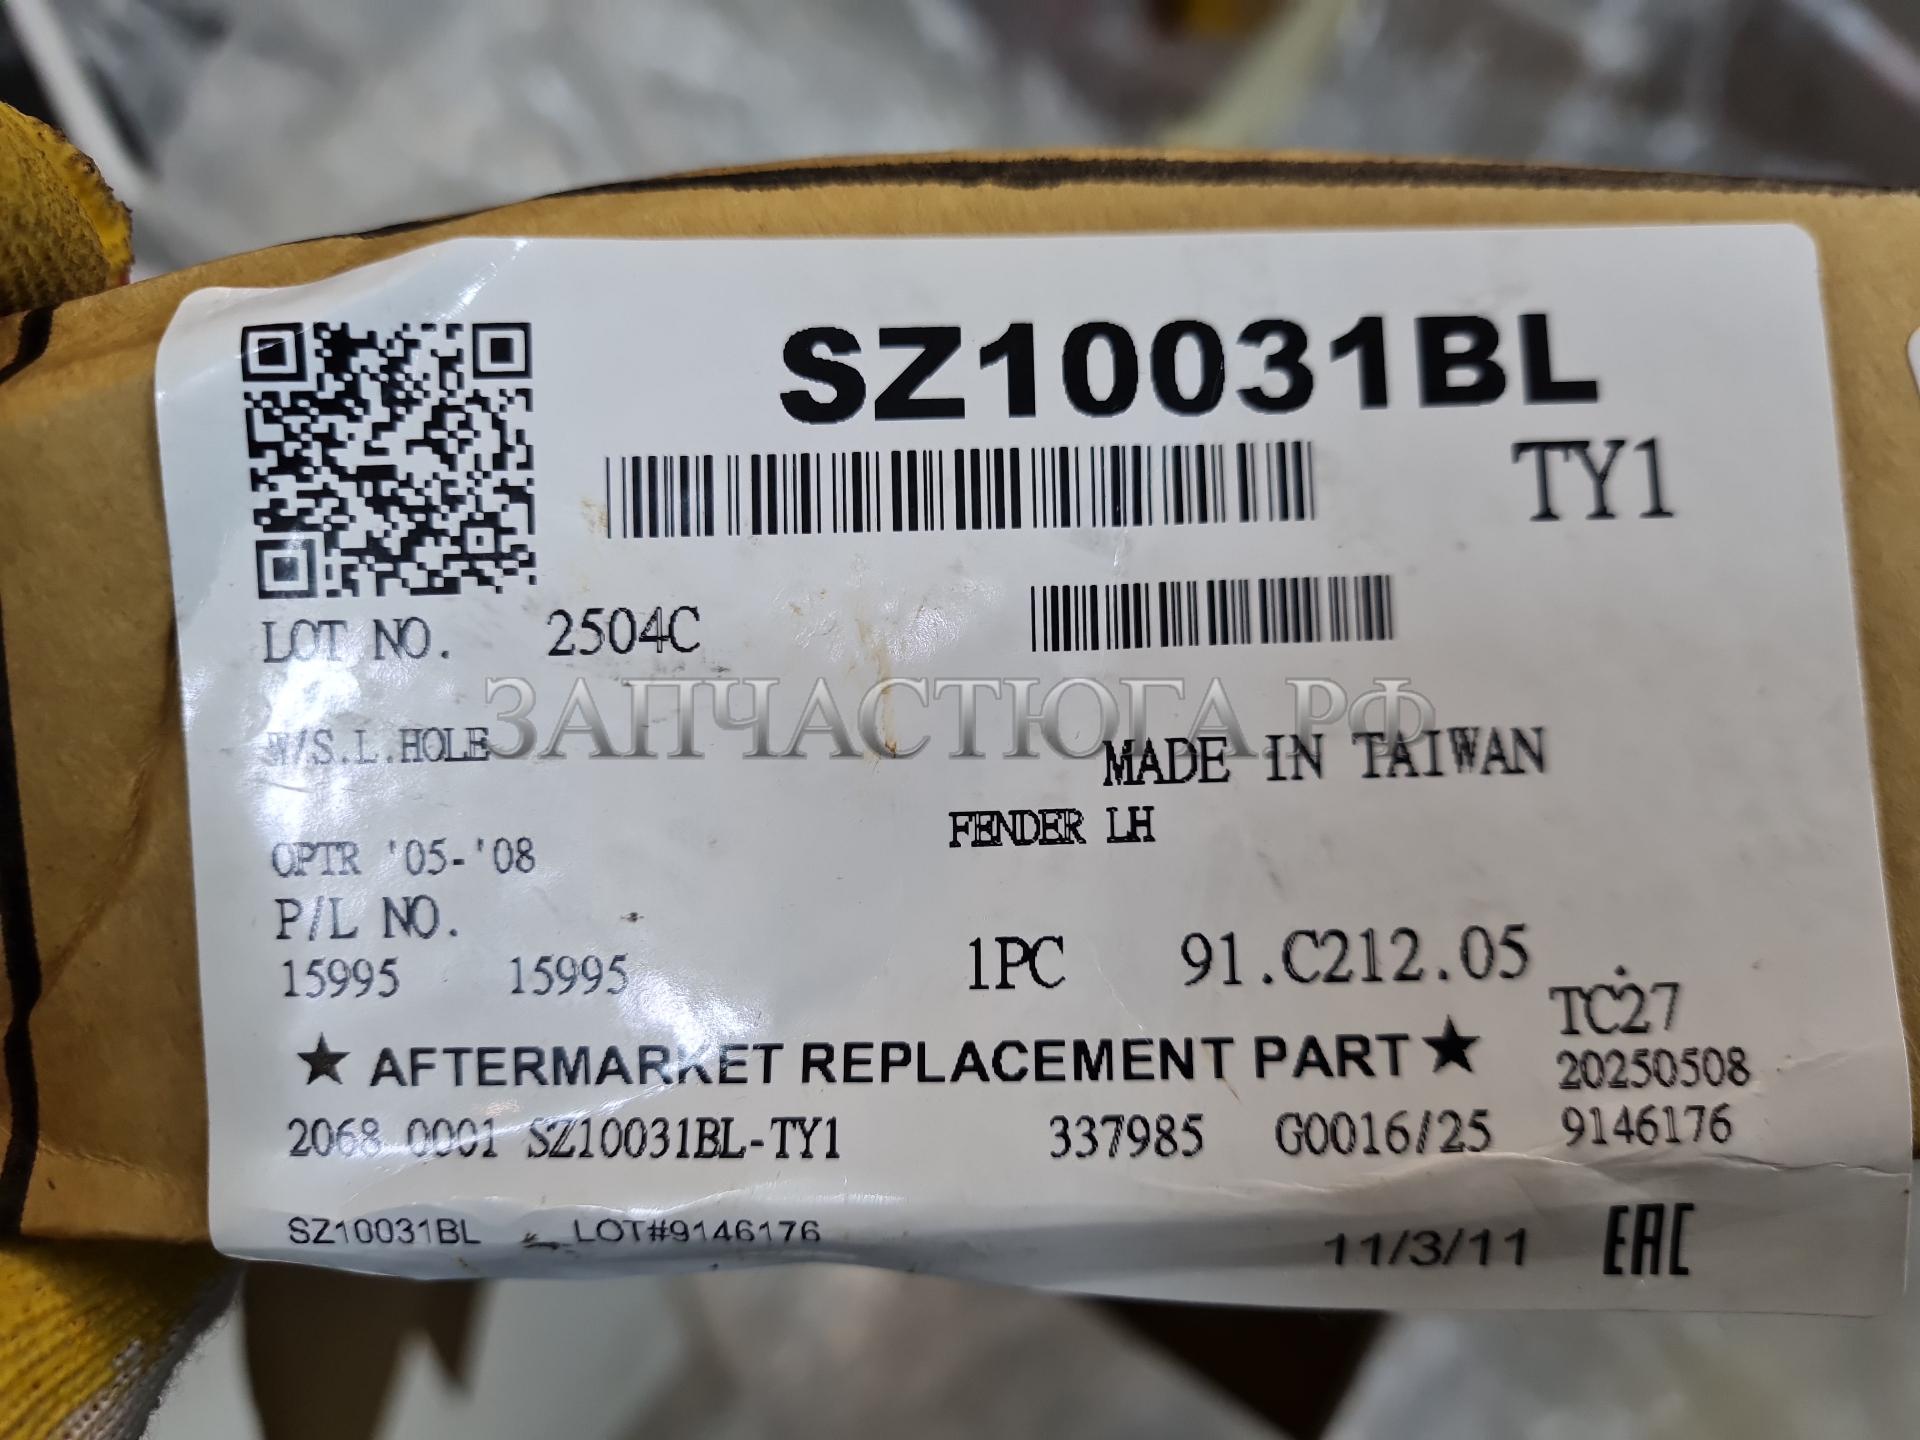 SZ10031BL
TY1
LOT NO. 2504C
ЗАПЧАСТЮГА.РФ
W/S.L.HOLE
MADE IN TAIWAN
FENDER LH
OPTR '05-'08
P/L NO.
15995 15995
1PC 91.C212.05
TC27
★ AFTERMARKET REPLACEMENT PART ★
20250508
2068 0001 SZ10031BL-TY1 337985 G0016/25 9146176
SZ10031BL LOT#9146176
11/3/11 EAC